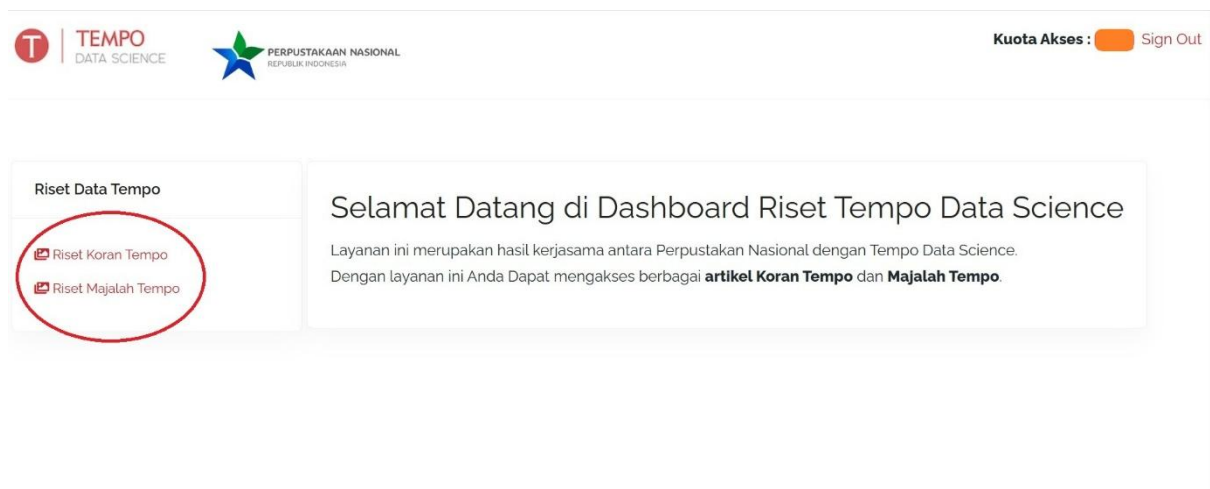 T TEMPO
DATA SCIENCE
PERPUSTAKAAN NASIONAL
REPUBLIK INDONESIA
Kuota Akses : Sign Out
Riset Data Tempo
Riset Koran Tempo
Riset Majalah Tempo
Selamat Datang di Dashboard Riset Tempo Data Science
Layanan ini merupakan hasil kerjasama antara Perpustakan Nasional dengan Tempo Data Science.
Dengan layanan ini Anda Dapat mengakses berbagai artikel Koran Tempo dan Majalah Tempo.